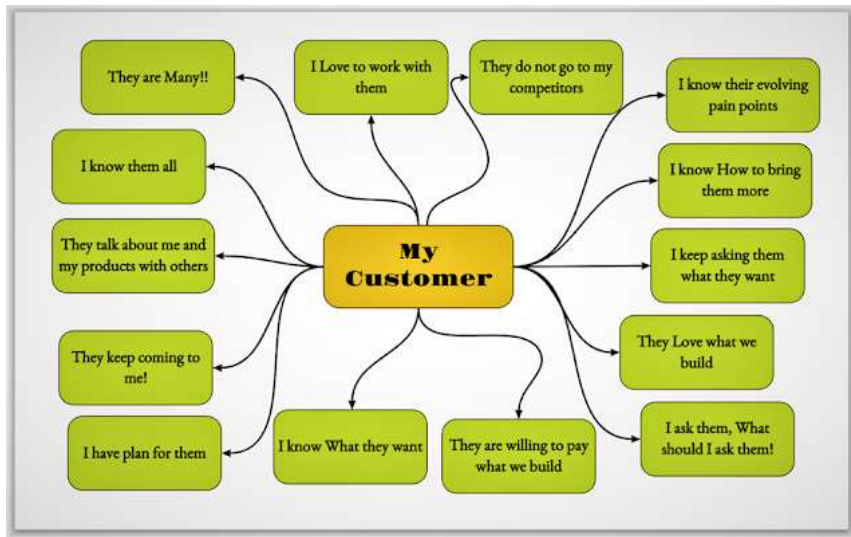 They are Many!!
I Love to work with
them
They do not go to my
competitors
I know their evolving
pain points
I know them all
I know How to bring
them more
They talk about me and
my products with others
My
Customer
I keep asking them
what they want
They keep coming to
me!
They Love what we
build
I have plan for them
I know What they want
They are willing to pay
what we build
I ask them, What
should I ask them!